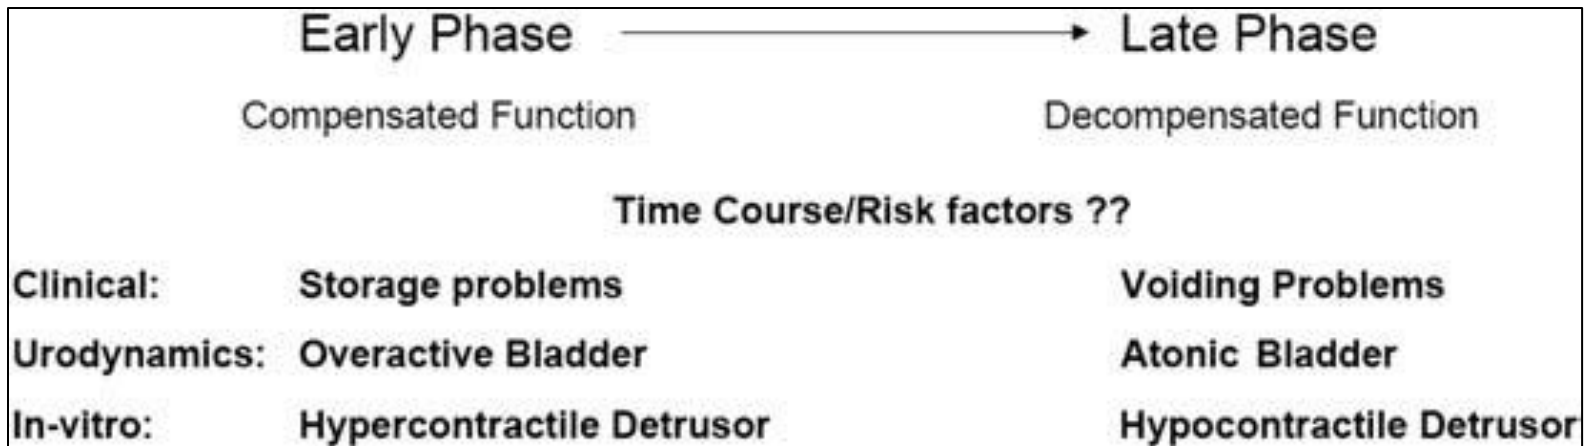 Early Phase Late Phase
Compensated Function Decompensated Function
Time Course/Risk factors ??
Clinical: Storage problems Voiding Problems
Urodynamics: Overactive Bladder Atonic Bladder
In-vitro: Hypercontractile Detrusor Hypocontractile Detrusor